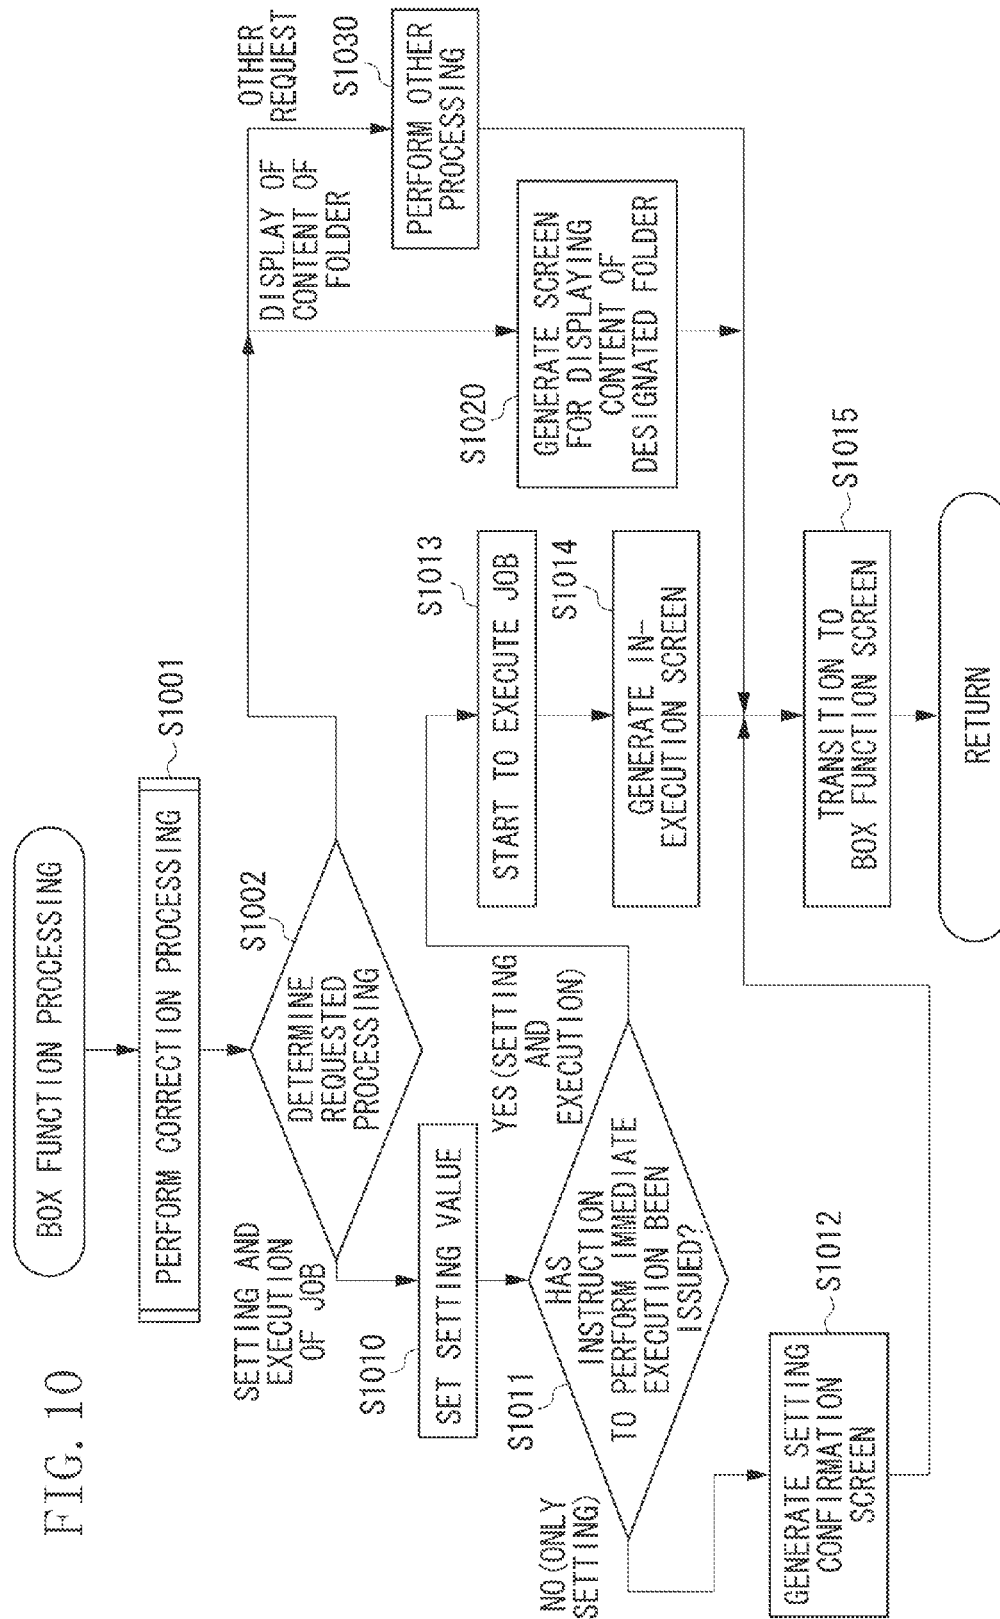 FIG. 10
BOX FUNCTION PROCESSING
PERFORM CORRECTION PROCESSING
S1001
DETERMINE
REQUESTED
PROCESSING
S1002
SETTING AND
EXECUTION
OF JOB
DISPLAY OF
CONTENT OF
FOLDER
OTHER
REQUEST
S1010
SET SETTING VALUE
S1011
HAS
INSTRUCTION
TO PERFORM IMMEDIATE
EXECUTION BEEN
ISSUED?
NO(ONLY
SETTING)
YES(SETTING
AND
EXECUTION)
S1012
GENERATE SETTING
CONFIRMATION
SCREEN
S1013
START TO EXECUTE JOB
S1014
GENERATE IN-
EXECUTION SCREEN
S1020
GENERATE SCREEN
FOR DISPLAYING
CONTENT OF
DESIGNATED FOLDER
S1030
PERFORM OTHER
PROCESSING
S1015
TRANSITION TO
BOX FUNCTION SCREEN
RETURN